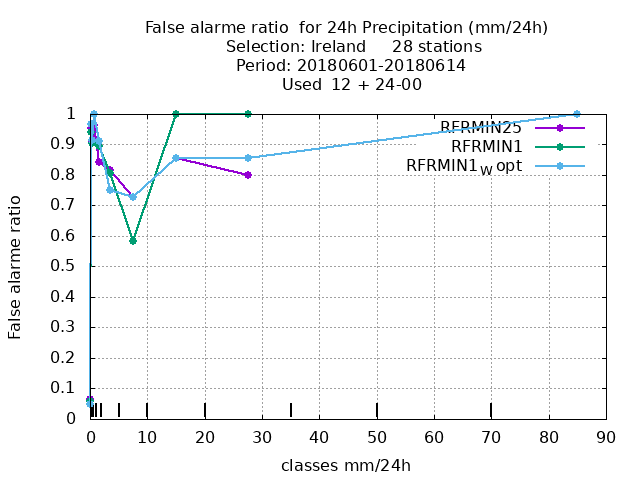 False alarme ratio  for 24h Precipitation (mm/24h)
Selection: Ireland     28 stations
Period: 20180601-20180614
Used  12 + 24-00
RFRMIN25
RFRMIN1
RFRMIN1W opt
1
0.9
0.8
0.7
0.6
0.5
0.4
0.3
0.2
0.1
0
False alarme ratio
0 10 20 30 40 50 60 70 80 90
classes mm/24h